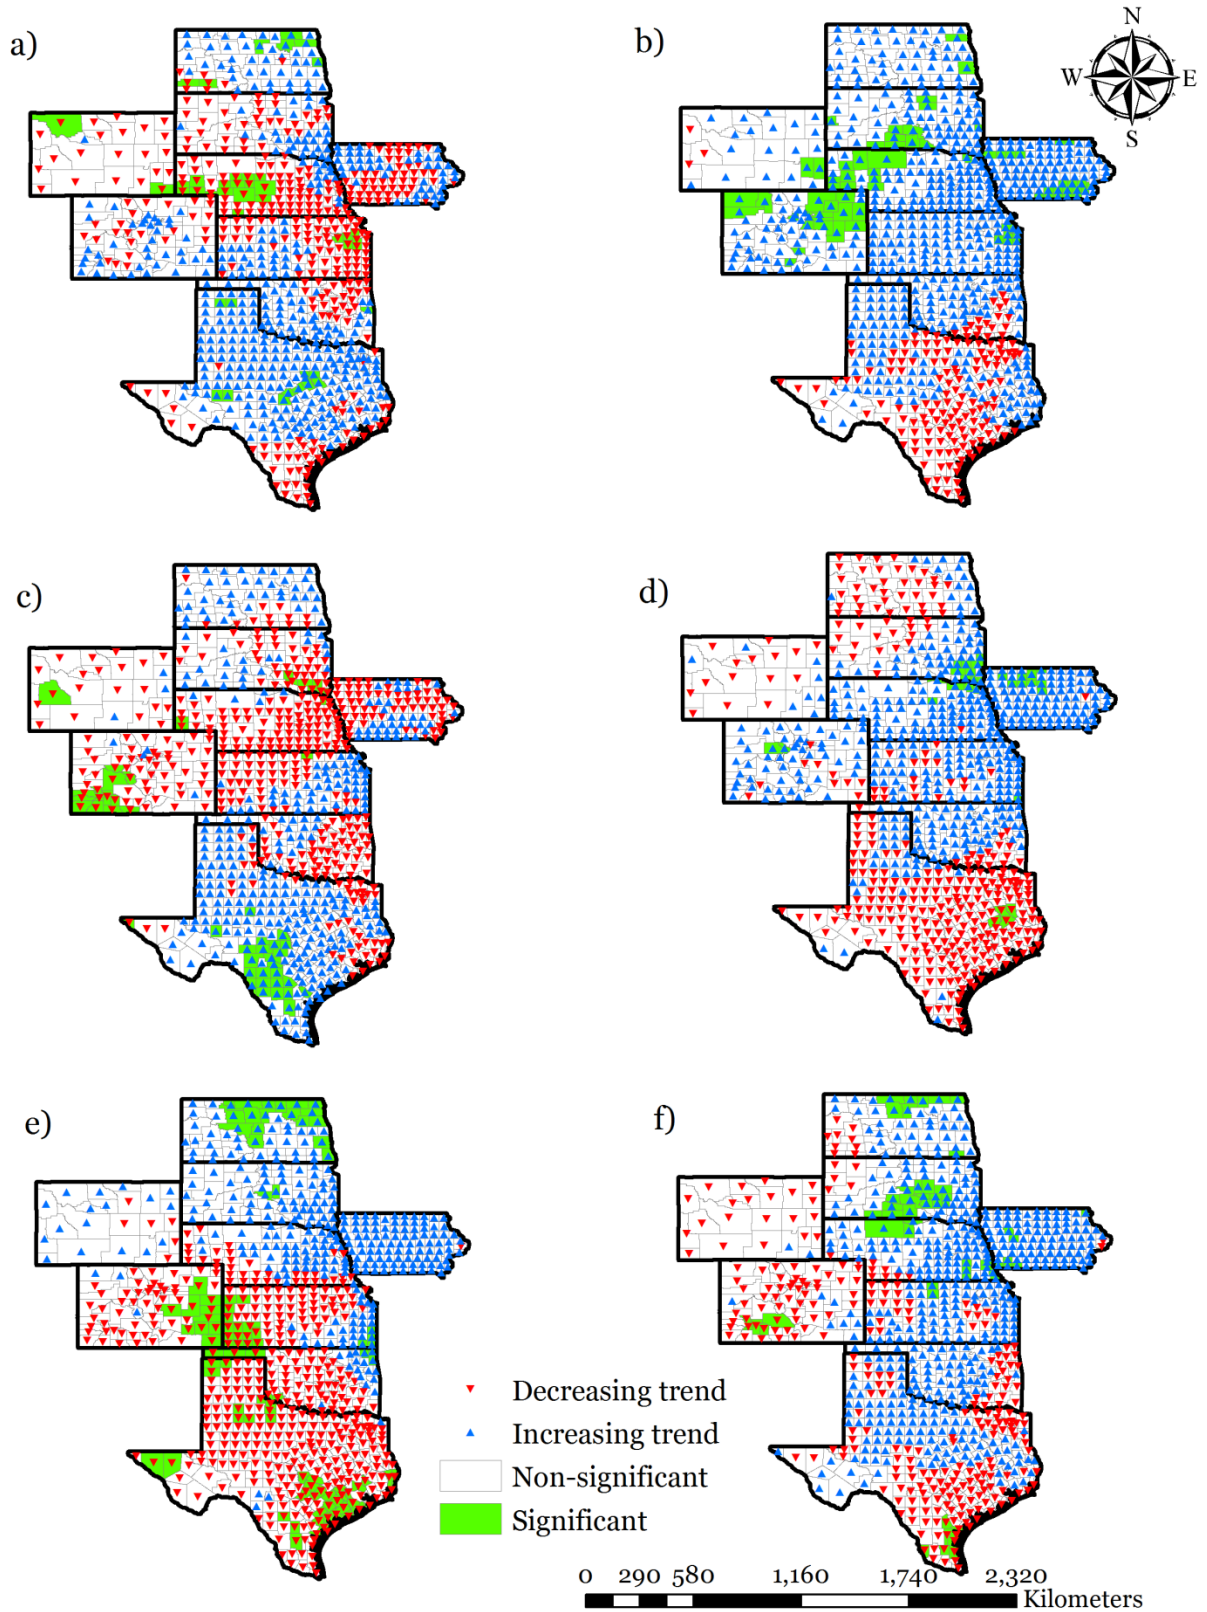 a)
b)
N
W
E
S
c)
d)
e)
f)
Decreasing trend
Increasing trend
Non-significant
Significant
0 290 580 1,160 1,740 2,320
Kilometers